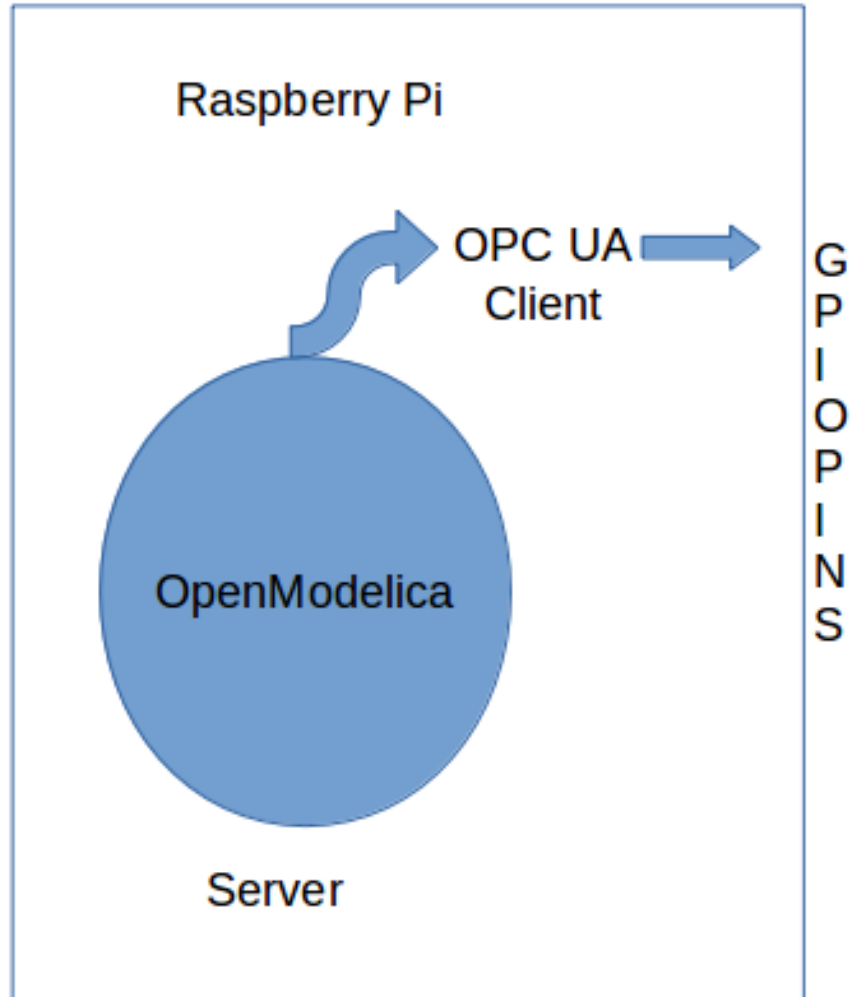 Raspberry Pi
OPC UA
Client
G
P
I
O
P
I
N
S
OpenModelica
Server